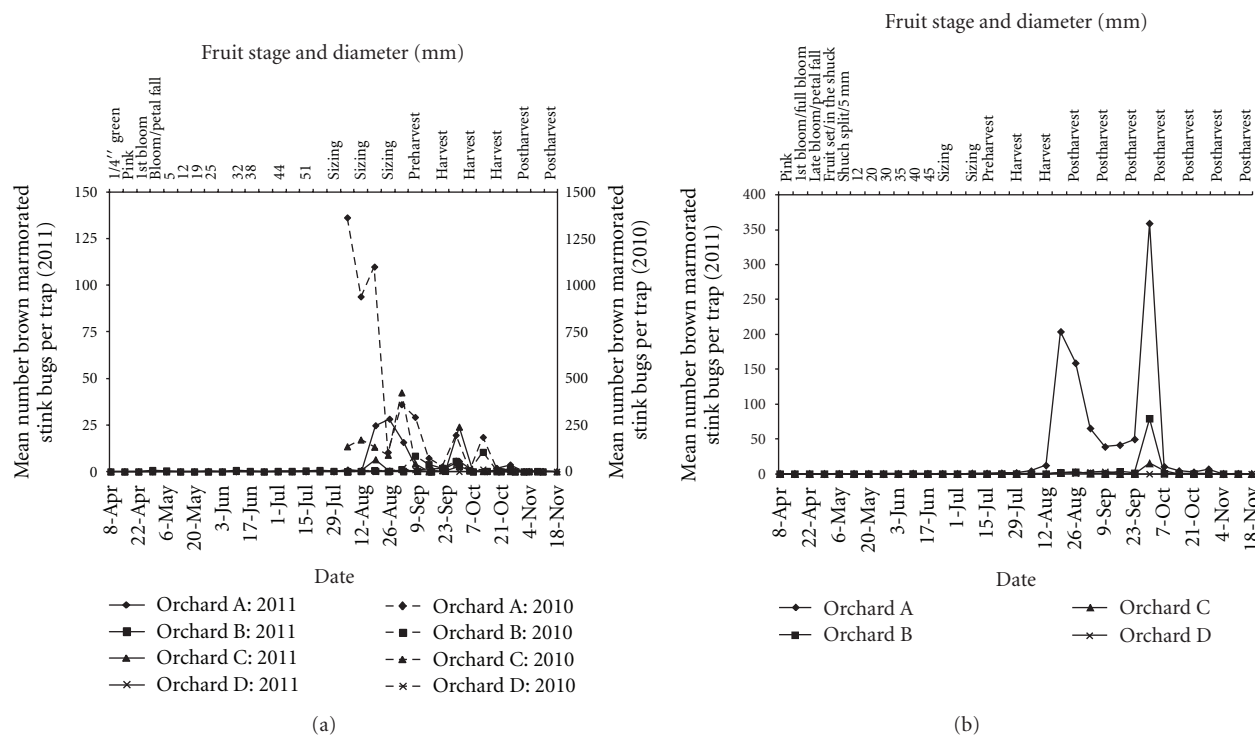 Fruit stage and diameter (mm)
1/4″ green
Pink
1st bloom
Bloom/petal fall
5
12
19
25
32
38
44
51
Sizing
Sizing
Sizing
Preharvest
Harvest
Harvest
Harvest
Postharvest
Postharvest
Mean number brown marmorated
stink bugs per trap (2011)
150
125
100
75
50
25
0
1500
1250
1000
750
500
250
0
Mean number brown marmorated
stink bugs per trap (2010)
8-Apr
22-Apr
6-May
20-May
3-Jun
17-Jun
1-Jul
15-Jul
29-Jul
12-Aug
26-Aug
9-Sep
23-Sep
7-Oct
21-Oct
4-Nov
18-Nov
Date
Orchard A: 2011
Orchard B: 2011
Orchard C: 2011
Orchard D: 2011
Orchard A: 2010
Orchard B: 2010
Orchard C: 2010
Orchard D: 2010
(a)
Fruit stage and diameter (mm)
Pink
1st bloom/full bloom
Late bloom/petal fall
Fruit set/in the shuck
Shuch split/5 mm
12
20
30
35
40
45
Sizing
Sizing
Preharvest
Harvest
Harvest
Postharvest
Postharvest
Postharvest
Postharvest
Postharvest
Postharvest
Postharvest
Mean number brown marmorated
stink bugs per trap (2011)
400
350
300
250
200
150
100
50
0
8-Apr
22-Apr
6-May
20-May
3-Jun
17-Jun
1-Jul
15-Jul
29-Jul
12-Aug
26-Aug
9-Sep
23-Sep
7-Oct
21-Oct
4-Nov
18-Nov
Date
Orchard A
Orchard B
Orchard C
Orchard D
(b)